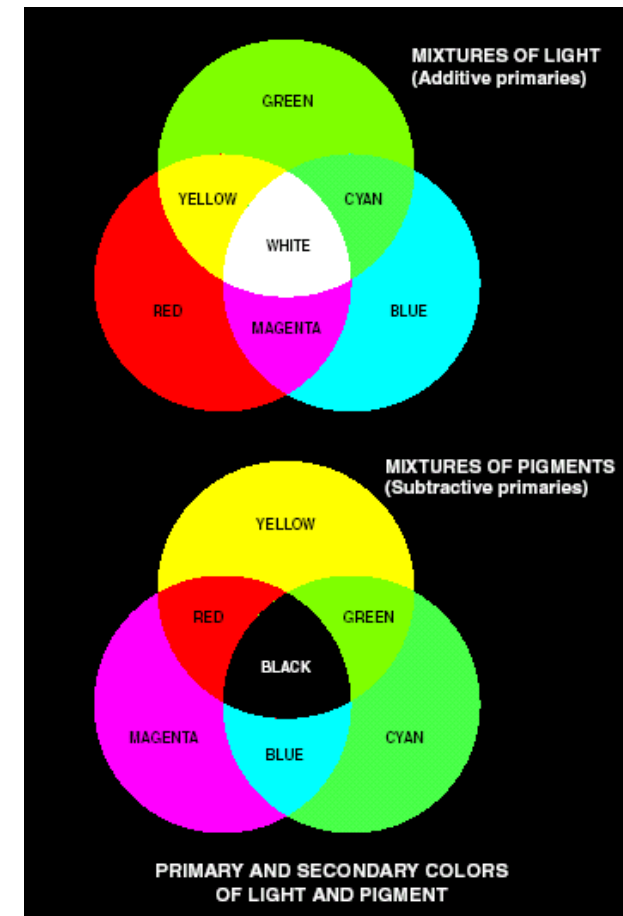 MIXTURES OF LIGHT
(Additive primaries)
GREEN
YELLOW
CYAN
WHITE
RED
BLUE
MAGENTA
MIXTURES OF PIGMENTS
(Subtractive primaries)
YELLOW
RED
GREEN
BLACK
MAGENTA
CYAN
BLUE
PRIMARY AND SECONDARY COLORS
OF LIGHT AND PIGMENT